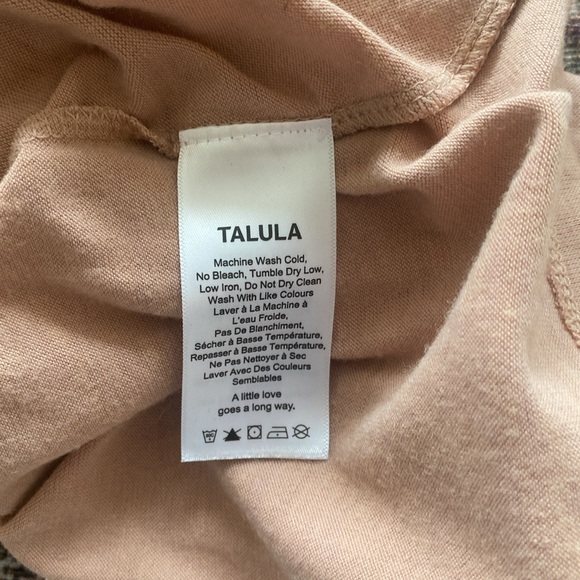 TALULA
Machine Wash Cold,
No Bleach, Tumble Dry Low,
Low Iron, Do Not Dry Clean
Wash With Like Colours
Laver à La Machine à
L'eau Froide,
Pas De Blanchiment,
Sécher à Basse Température,
Repasser à Basse Température,
Ne Pas Nettoyer à Sec
Laver Avec Des Couleurs
Semblables
A little love
goes a long way.